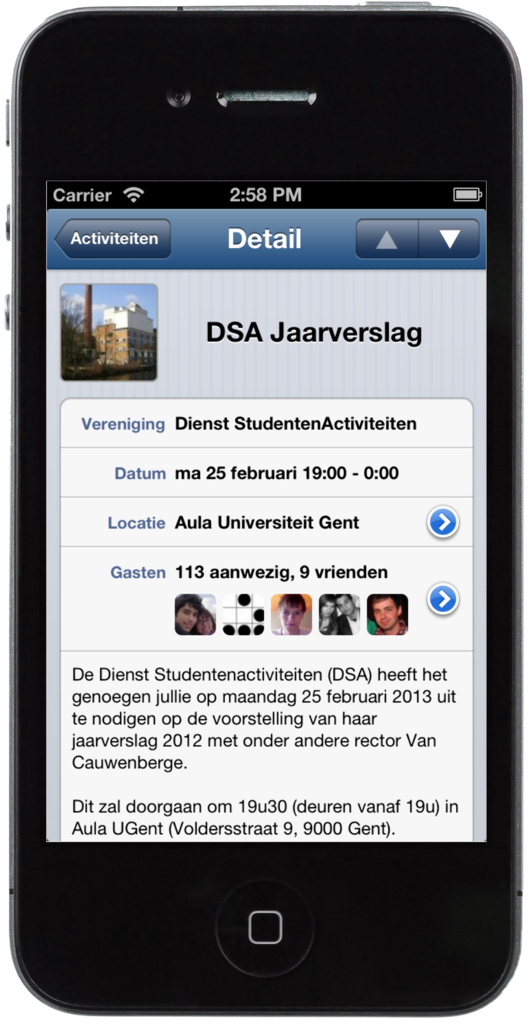 Carrier 2:58 PM
Activiteiten Detail
DSA Jaarverslag
Vereniging Dienst StudentenActiviteiten
Datum ma 25 februari 19:00 - 0:00
Locatie Aula Universiteit Gent
Gasten 113 aanwezig, 9 vrienden
De Dienst Studentenactiviteiten (DSA) heeft het
genoegen jullie op maandag 25 februari 2013 uit
te nodigen op de voorstelling van haar
jaarverslag 2012 met onder andere rector Van
Cauwenberge.
Dit zal doorgaan om 19u30 (deuren vanaf 19u) in
Aula UGent (Voldersstraat 9, 9000 Gent).